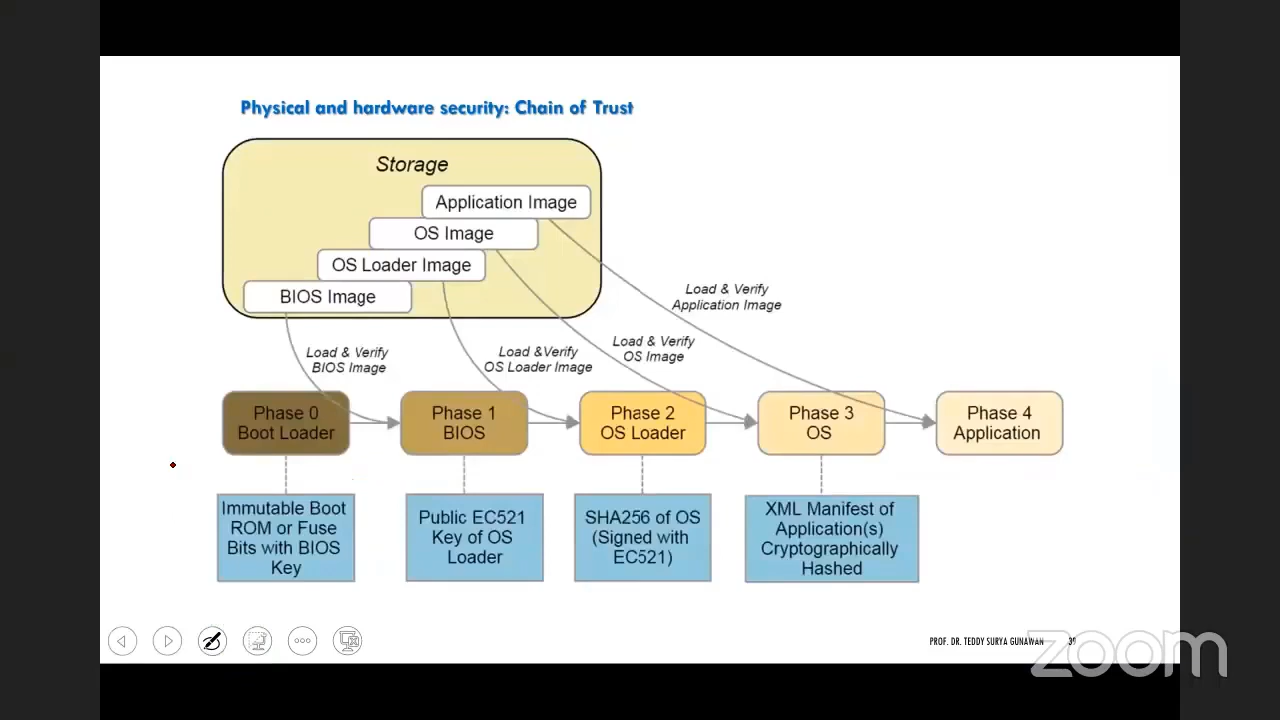 Physical and hardware security: Chain of Trust
Storage
Application Image
OS Image
OS Loader Image
BIOS Image
Load & Verify
Application Image
Load & Verify
OS Image
Load &Verify
OS Loader Image
Load & Verify
BIOS Image
Phase 0
Boot Loader
Phase 1
BIOS
Phase 2
OS Loader
Phase 3
OS
Phase 4
Application
Immutable Boot
ROM or Fuse
Bits with BIOS
Key
Public EC521
Key of OS
Loader
SHA256 of OS
(Signed with
EC521)
XML Manifest of
Application(s)
Cryptographically
Hashed
PROF. DR. TEDDY SURYA GUNAWAN
zoom